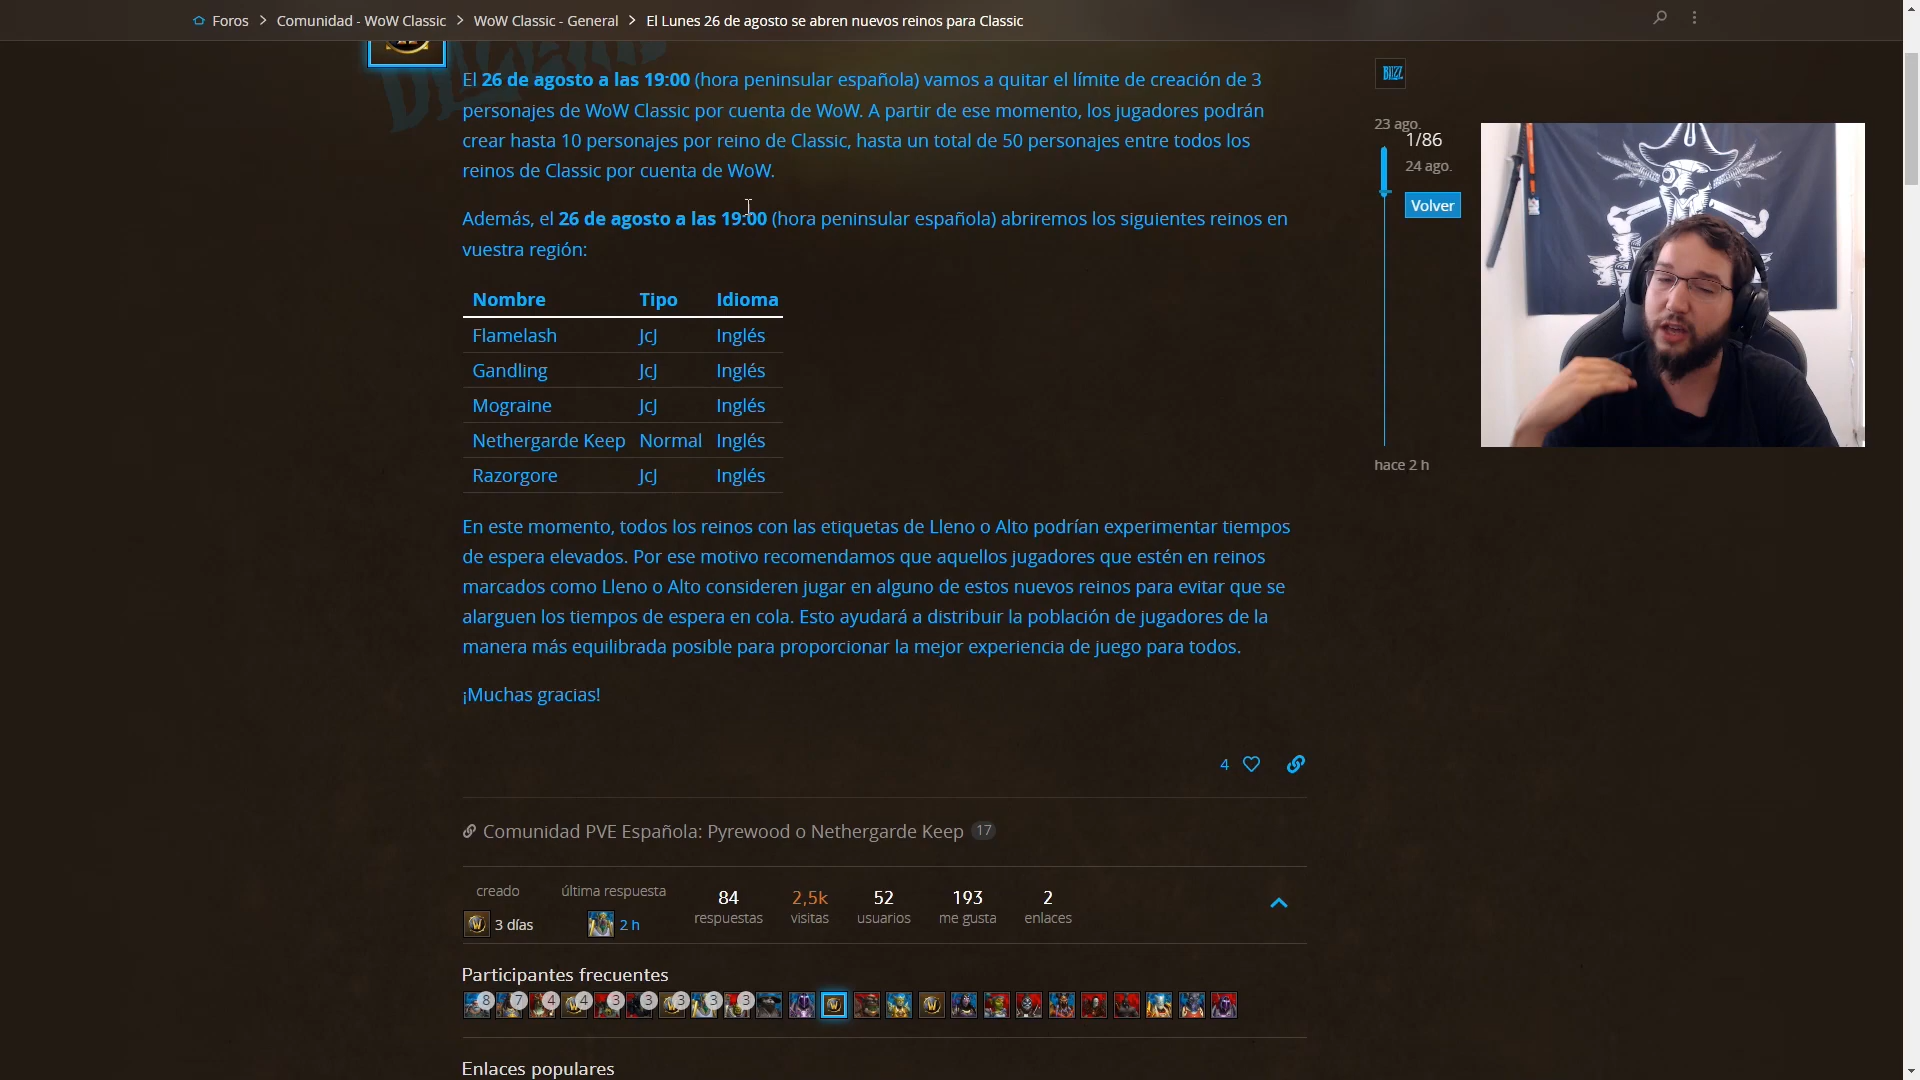 Foros > Comunidad - WoW Classic > WoW Classic - General > El Lunes 26 de agosto se abren nuevos reinos para Classic
El 26 de agosto a las 19:00 (hora peninsular española) vamos a quitar el límite de creación de 3
personajes de WoW Classic por cuenta de WoW. A partir de ese momento, los jugadores podrán
crear hasta 10 personajes por reino de Classic, hasta un total de 50 personajes entre todos los
reinos de Classic por cuenta de WoW.
Además, el 26 de agosto a las 19:00 (hora peninsular española) abriremos los siguientes reinos en
vuestra región:
Nombre Tipo Idioma
Flamelash JcJ Inglés
Gandling JcJ Inglés
Mograine JcJ Inglés
Nethergarde Keep Normal Inglés
Razorgore JcJ Inglés
En este momento, todos los reinos con las etiquetas de Lleno o Alto podrían experimentar tiempos
de espera elevados. Por ese motivo recomendamos que aquellos jugadores que estén en reinos
marcados como Lleno o Alto consideren jugar en alguno de estos nuevos reinos para evitar que se
alarguen los tiempos de espera en cola. Esto ayudará a distribuir la población de jugadores de la
manera más equilibrada posible para proporcionar la mejor experiencia de juego para todos.
¡Muchas gracias!
4
Comunidad PVE Española: Pyrewood o Nethergarde Keep 17
creado última respuesta 84 2,5k 52 193 2
3 días 2 h respuestas visitas usuarios me gusta enlaces
Participantes frecuentes
8 7 4 4 3 3 3 3 3
Enlaces populares
BLIZZ
23 ago.
1/86
24 ago.
Volver
hace 2 h